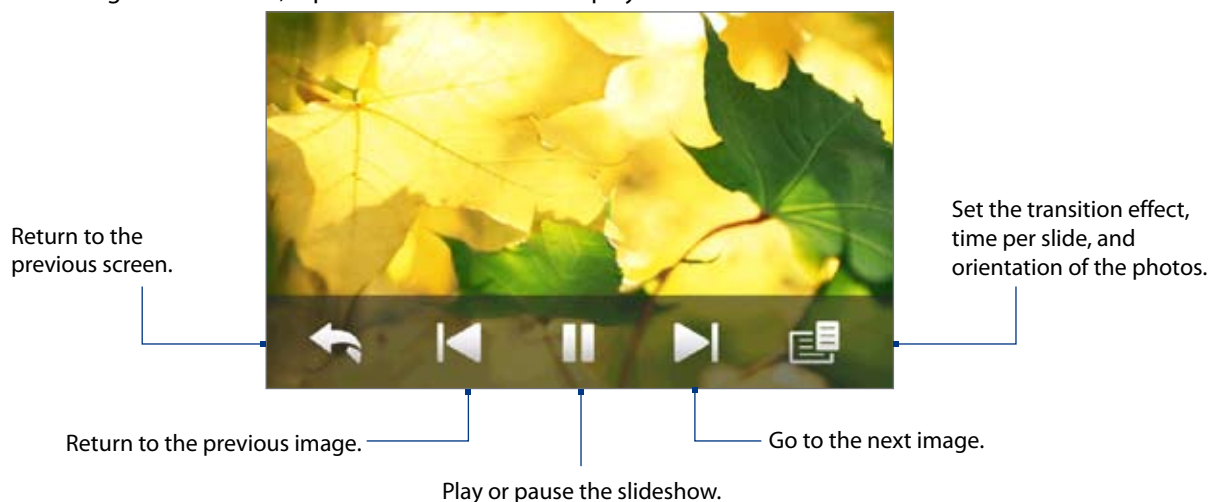 Return to the
previous screen.
Set the transition effect,
time per slide, and
orientation of the photos.
Return to the previous image.
Go to the next image.
Play or pause the slideshow.